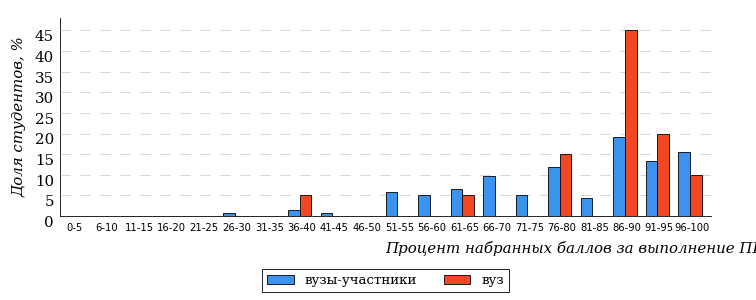 Доля студентов, %
45
40
35
30
25
20
15
10
5
0
0-5 6-10 11-15 16-20 21-25 26-30 31-35 36-40 41-45 46-50 51-55 56-60 61-65 66-70 71-75 76-80 81-85 86-90 91-95 96-100
Процент набранных баллов за выполнение
вузы-участники вуз